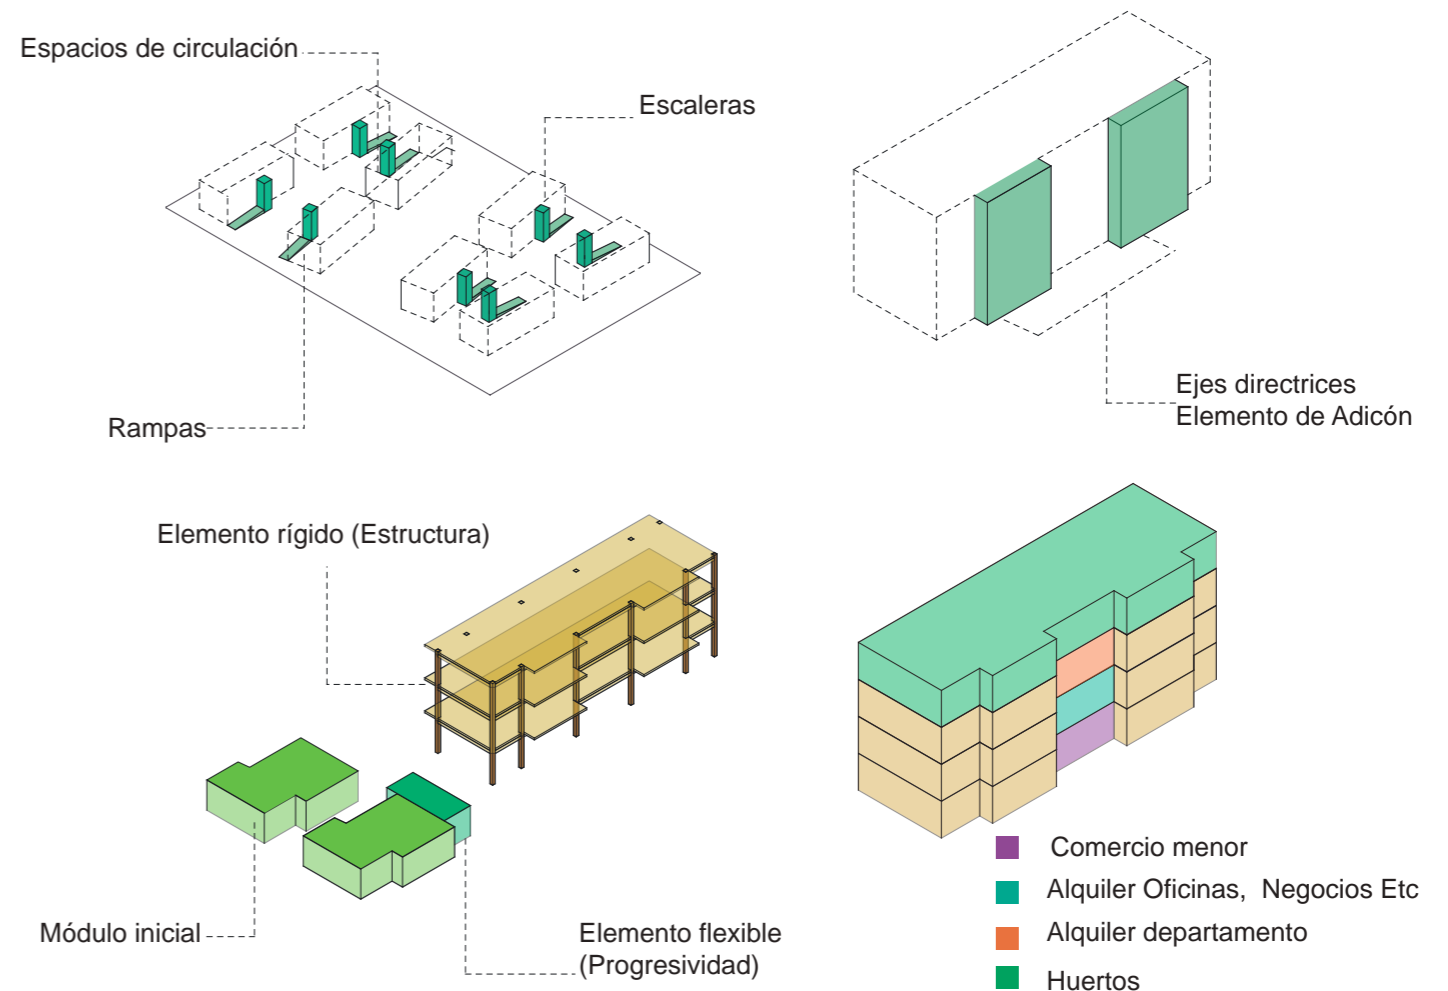 Espacios de circulación
Escaleras
Rampas
Ejes directrices
Elemento de Adicón
Elemento rígido (Estructura)
Módulo inicial
Elemento flexible
(Progresividad)
Comercio menor
Alquiler Oficinas, Negocios Etc
Alquiler departamento
Huertos